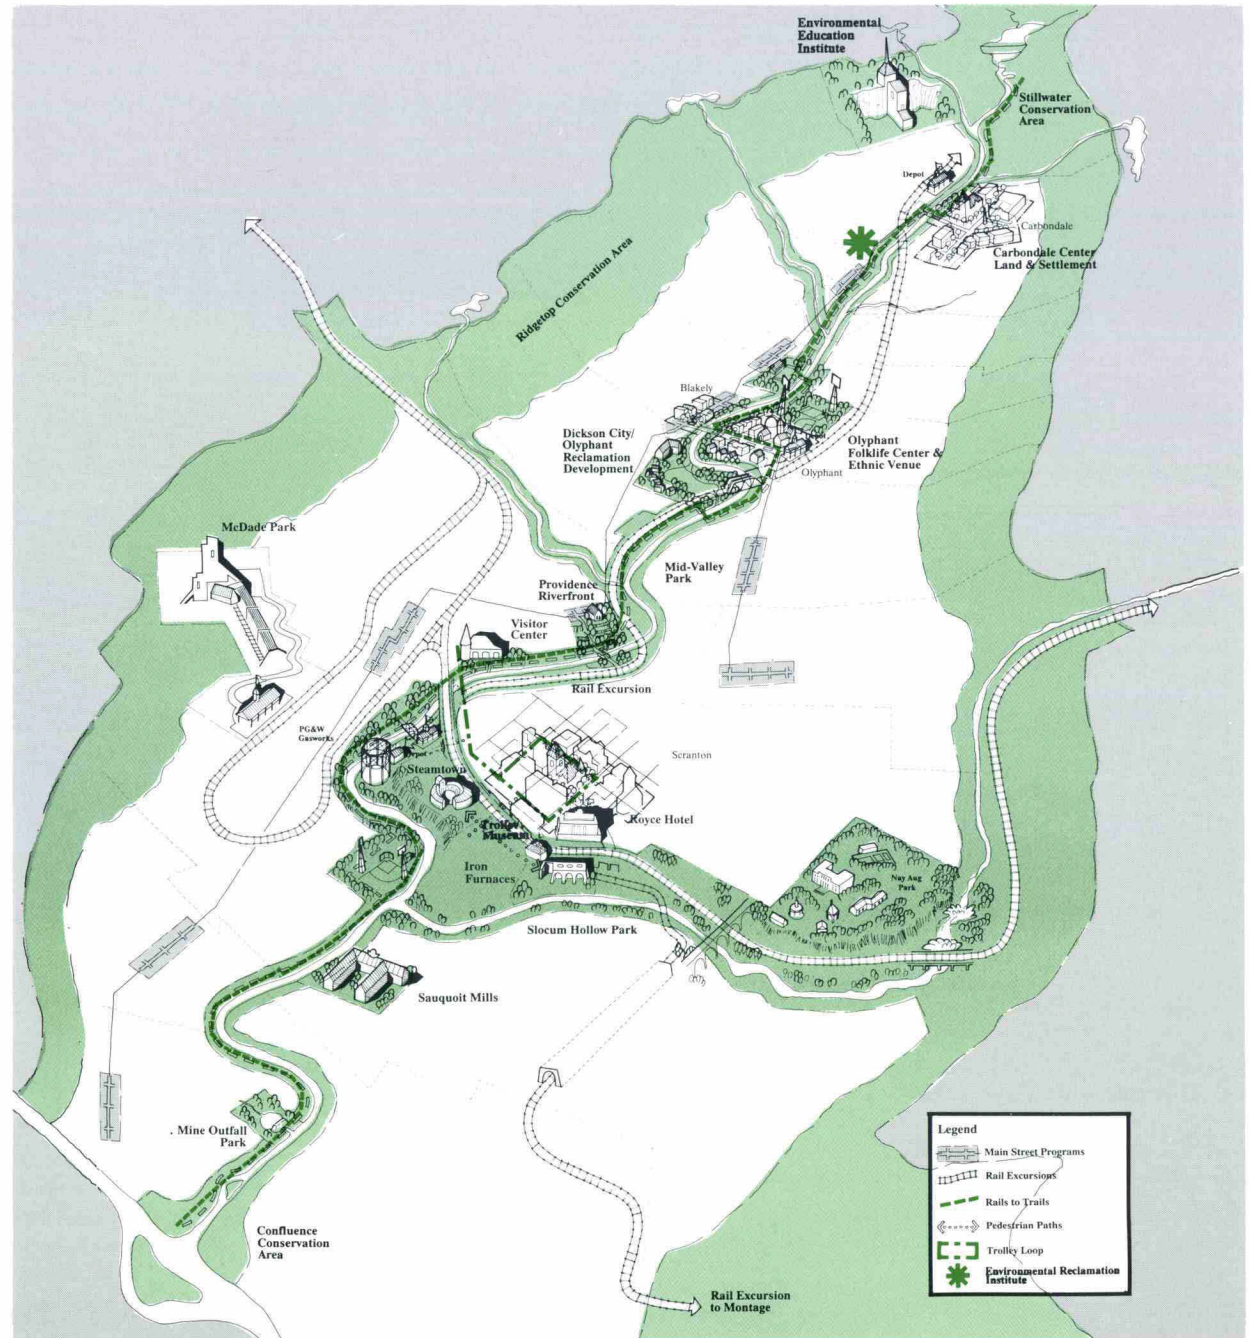 Environmental
Education
Institute
Stillwater
Conservation
Area
Depot
Carbondale
Carbondale Center
Land & Settlement
Ridgetop Conservation Area
Blakely
Dickson City/
Olyphant
Reclamation
Development
Olyphant
Folklife Center &
Ethnic Venue
Olyphant
McDade Park
Mid-Valley
Park
Providence
Riverfront
Visitor
Center
Rail Excursion
PG&W
Gasworks
Depot
Steamtown
Scranton
Trolley
Museum
Royce Hotel
Iron
Furnaces
Nay Aug
Park
Slocum Hollow Park
Sauquoit Mills
. Mine Outfall
Park
Confluence
Conservation
Area
Rail Excursion
to Montage
Legend
Main Street Programs
Rail Excursions
Rails to Trails
Pedestrian Paths
Trolley Loop
Environmental Reclamation
Institute